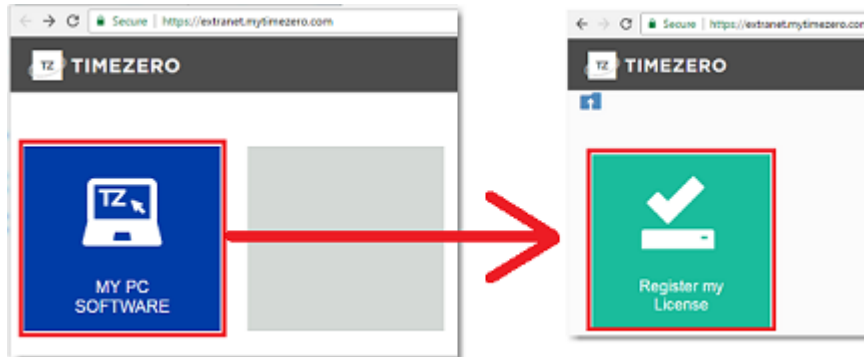 Secure | https://extranet.mytimezero.com
TZ TIMEZERO
TZ
MY PC
SOFTWARE
Secure | https://extranet.mytimezero.com
TZ TIMEZERO
Register my
License